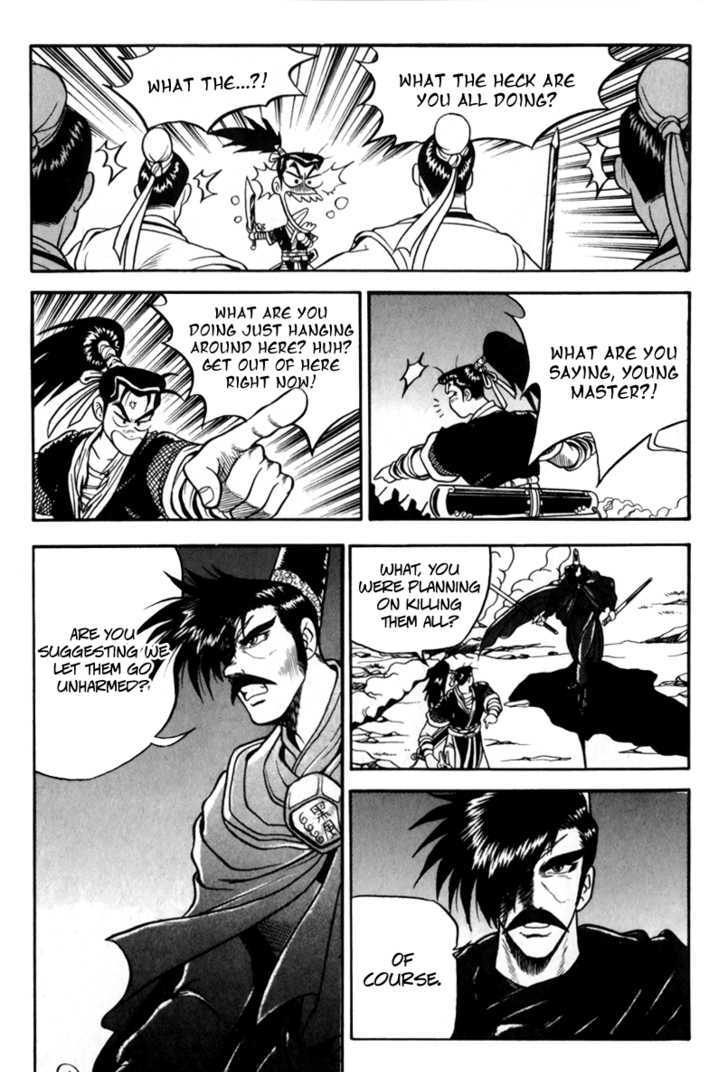 WHAT THE...?!
WHAT THE HECK ARE
YOU ALL DOING?
WHAT ARE YOU
DOING JUST HANGING
AROUND HERE? HUH?
GET OUT OF HERE
RIGHT NOW!
WHAT ARE YOU
SAYING, YOUNG
MASTER?!
ARE YOU
SUGGESTING WE
LET THEM GO
UNHARMED?
WHAT, YOU
WERE PLANNING
ON KILLING
THEM ALL?
OF
COURSE.